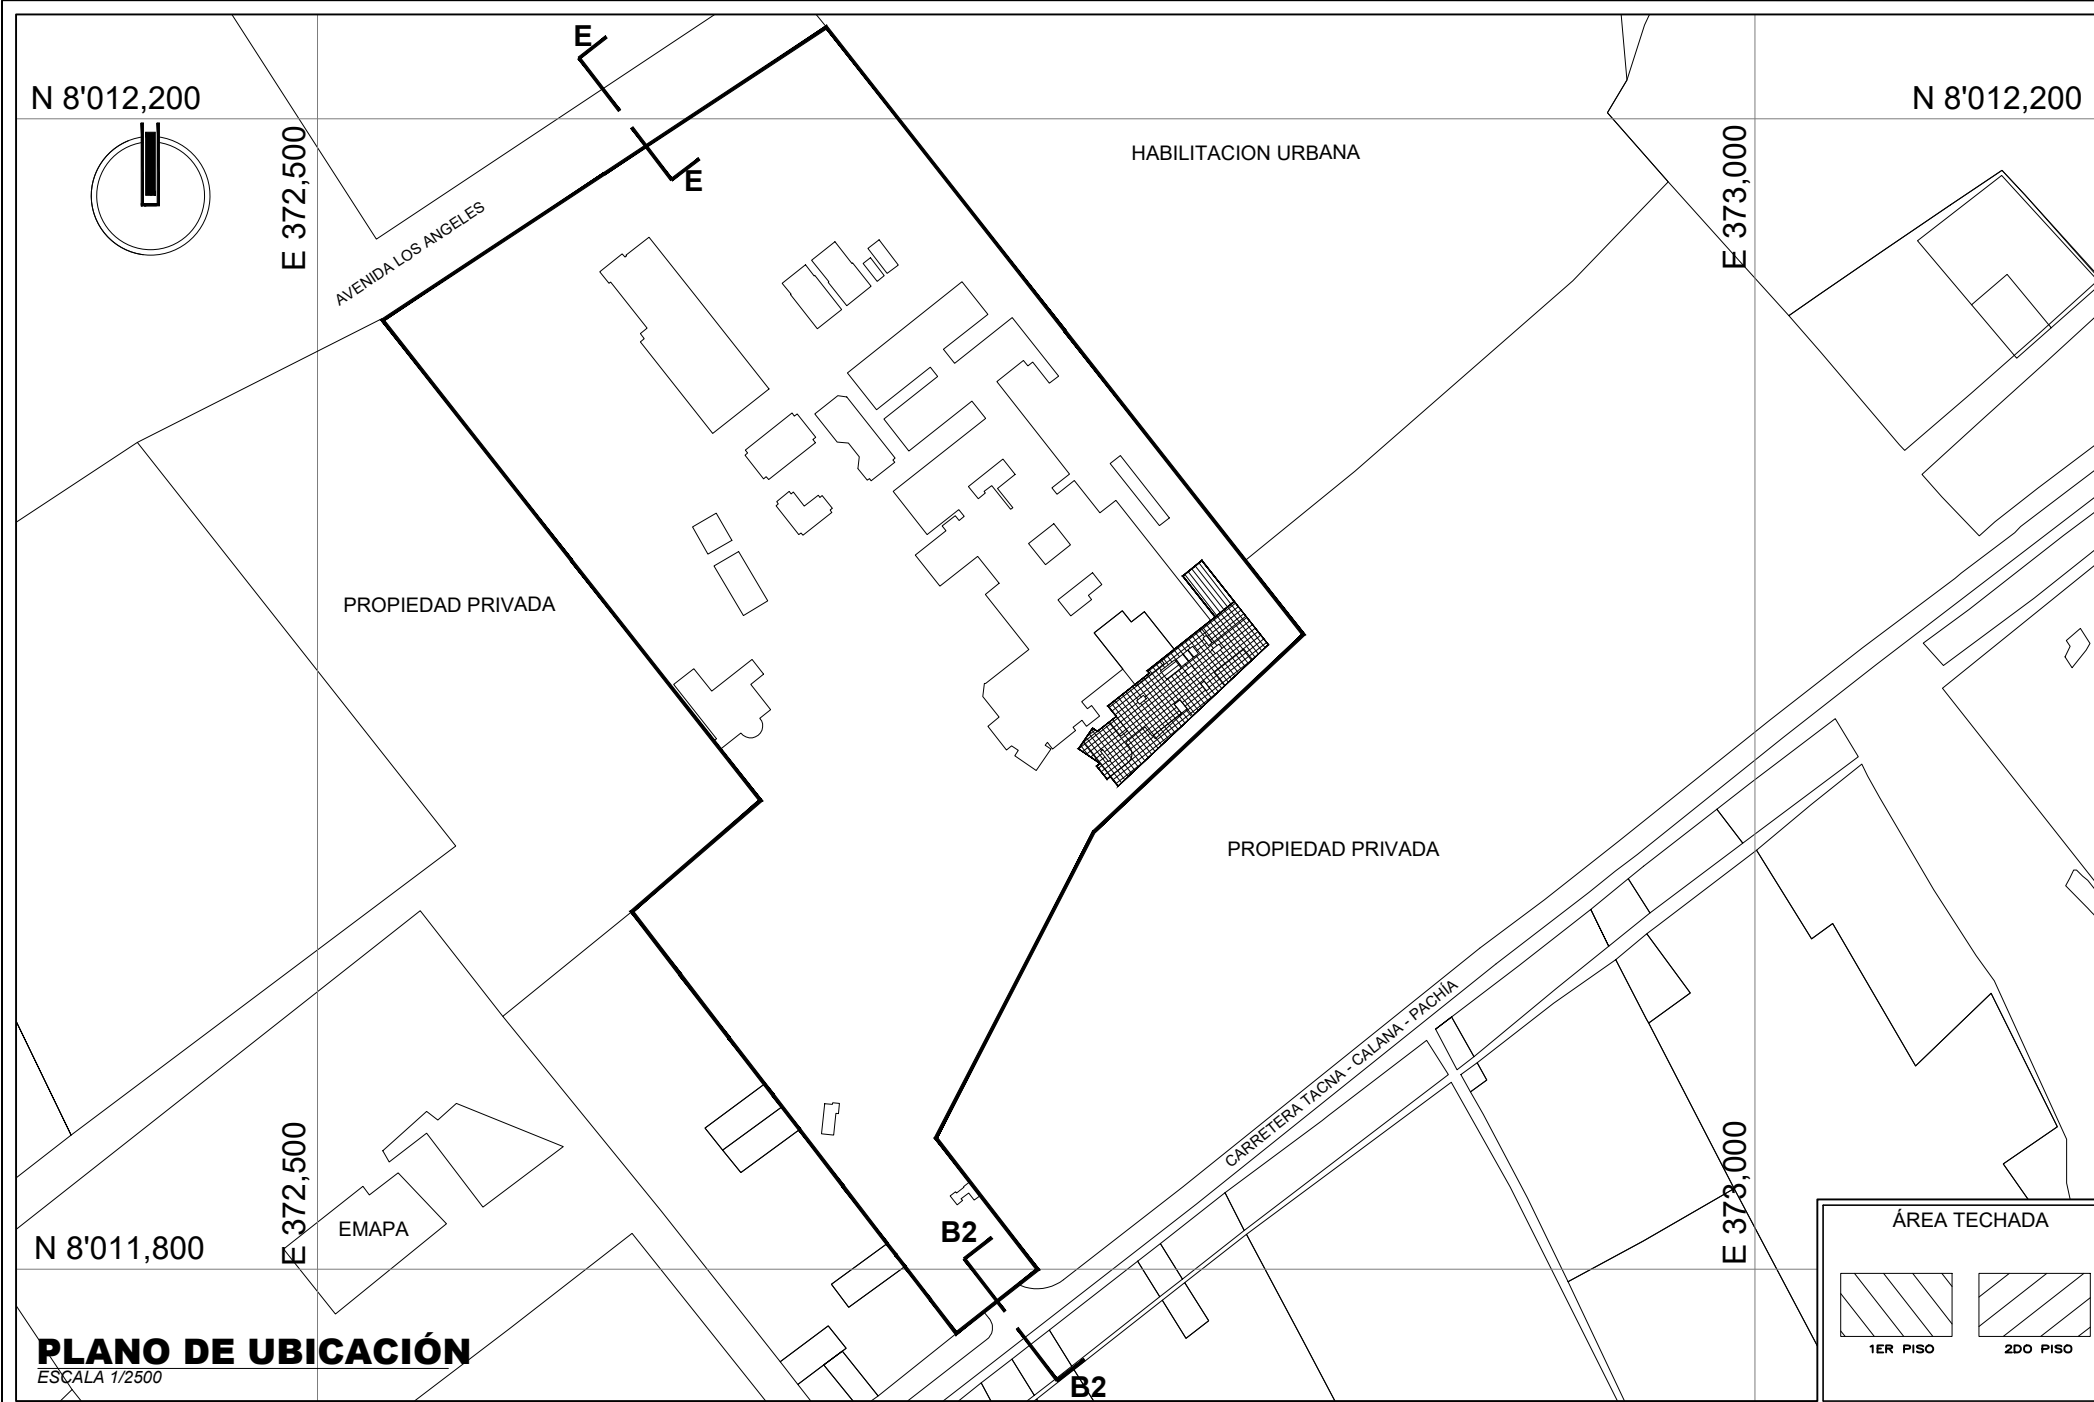 E
N 8'012,200
N 8'012,200
E 372,500
E 373,000
HABILITACION URBANA
E
AVENIDA LOS ANGELES
PROPIEDAD PRIVADA
PROPIEDAD PRIVADA
CARRETERA TACNA - CALANA - PACHÍA
E 372,500
E 373,000
EMAPA
B2
N 8'011,800
ÁREA TECHADA
1ER PISO
2DO PISO
PLANO DE UBICACIÓN
ESCALA 1/2500
B2